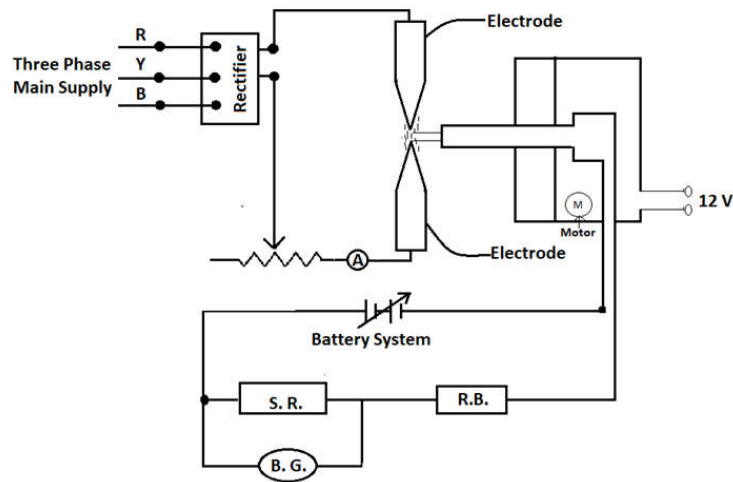 R
Electrode
Three Phase
Main Supply
Y
B
Rectifier
12 V
M
Motor
A
Electrode
Battery System
S. R.
R.B.
B. G.